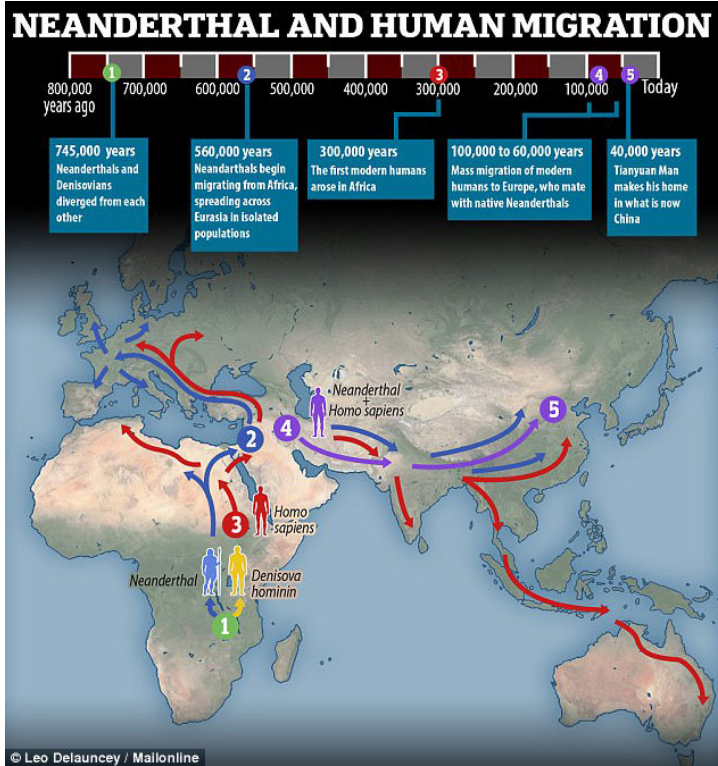 NEANDERTHAL AND HUMAN MIGRATION
1
2
3
4
5
800,000
years ago
700,000
600,000
500,000
400,000
300,000
200,000
100,000
Today
745,000 years
Neanderthals and
Denisovians
diverged from each
other
560,000 years
Neandarthals begin
migrating from Africa,
spreading across
Eurasia in isolated
populations
300,000 years
The first modern humans
arose in Africa
100,000 to 60,000 years
Mass migration of modern
humans to Europe, who mate
with native Neanderthals
40,000 years
Tianyuan Man
makes his home
in what is now
China
Neanderthal
+
Homo sapiens
5
4
2
3
Homo
sapiens
Neanderthal
Denisova
hominin
1
© Leo Delauncey / Mailonline